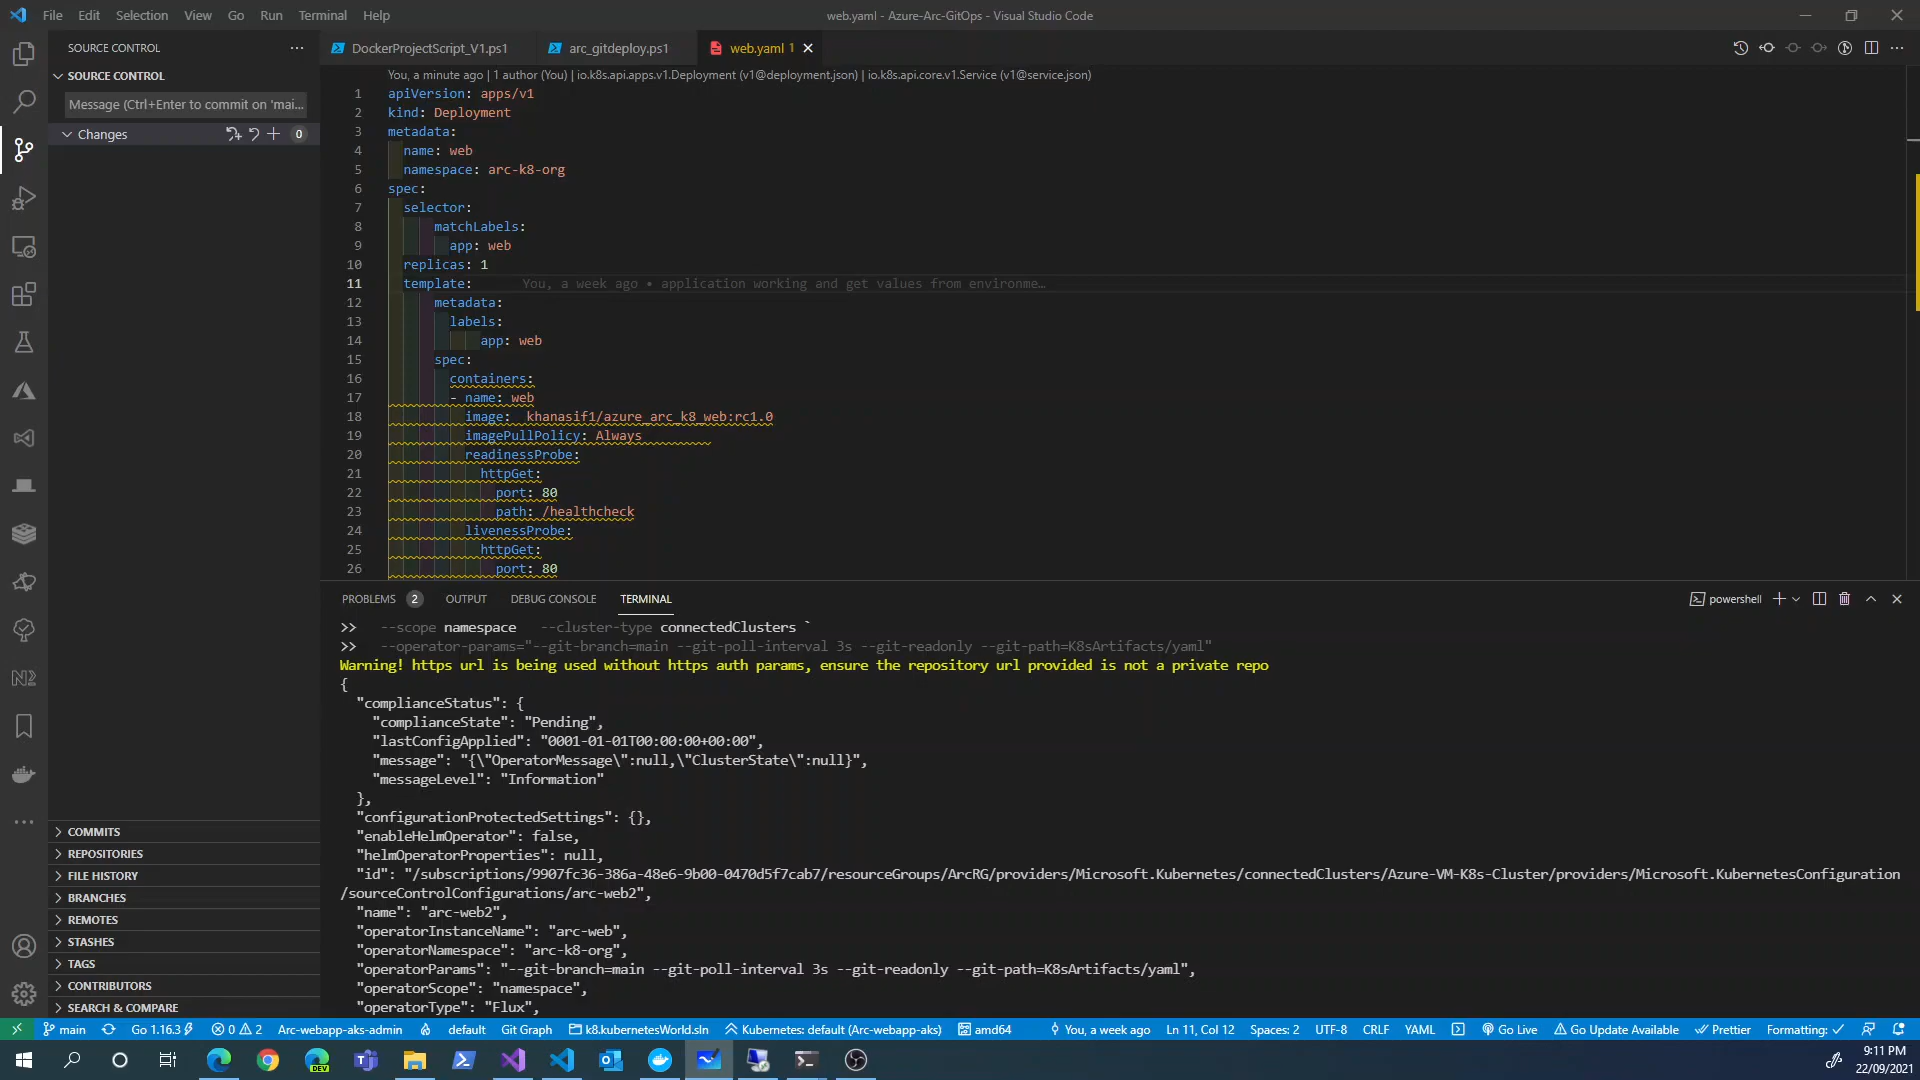 File Edit Selection View Go Run Terminal Help
web.yaml - Azure-Arc-GitOps - Visual Studio Code
SOURCE CONTROL
DockerProjectScript_V1.ps1
arc_gitdeploy.ps1
web.yaml 1
SOURCE CONTROL
Message (Ctrl+Enter to commit on 'mai...
Changes
0
You, a minute ago | 1 author (You) | io.k8s.api.apps.v1.Deployment (v1@deployment.json) | io.k8s.api.core.v1.Service (v1@service.json)
1 apiVersion: apps/v1
2 kind: Deployment
3 metadata:
4 name: web
5 namespace: arc-k8-org
6 spec:
7 selector:
8 matchLabels:
9 app: web
10 replicas: 1
11 template: You, a week ago • application working and get values from environme…
12 metadata:
13 labels:
14 app: web
15 spec:
16 containers:
17 - name: web
18 image: khanasif1/azure_arc_k8_web:rc1.0
19 imagePullPolicy: Always
20 readinessProbe:
21 httpGet:
22 port: 80
23 path: /healthcheck
24 livenessProbe:
25 httpGet:
26 port: 80
PROBLEMS 2 OUTPUT DEBUG CONSOLE TERMINAL
powershell
>> --scope namespace --cluster-type connectedClusters `
>> --operator-params="--git-branch=main --git-poll-interval 3s --git-readonly --git-path=K8sArtifacts/yaml"
Warning! https url is being used without https auth params, ensure the repository url provided is not a private repo
{
"complianceStatus": {
"complianceState": "Pending",
"lastConfigApplied": "0001-01-01T00:00:00+00:00",
"message": "{\"OperatorMessage\":null,\"ClusterState\":null}",
"messageLevel": "Information"
},
"configurationProtectedSettings": {},
"enableHelmOperator": false,
"helmOperatorProperties": null,
"id": "/subscriptions/9907fc36-386a-48e6-9b00-0470d5f7cab7/resourceGroups/ArcRG/providers/Microsoft.Kubernetes/connectedClusters/Azure-VM-K8s-Cluster/providers/Microsoft.KubernetesConfiguration
/sourceControlConfigurations/arc-web2",
"name": "arc-web2",
"operatorInstanceName": "arc-web",
"operatorNamespace": "arc-k8-org",
"operatorParams": "--git-branch=main --git-poll-interval 3s --git-readonly --git-path=K8sArtifacts/yaml",
"operatorScope": "namespace",
"operatorType": "Flux",
COMMITS
REPOSITORIES
FILE HISTORY
BRANCHES
REMOTES
STASHES
TAGS
CONTRIBUTORS
SEARCH & COMPARE
main Go 1.16.3 0 2 Arc-webapp-aks-admin default Git Graph k8.kubernetesWorld.sln Kubernetes: default (Arc-webapp-aks) amd64 You, a week ago Ln 11, Col 12 Spaces: 2 UTF-8 CRLF YAML Go Live Go Update Available Prettier Formatting: ✓
DEV
9:11 PM
22/09/2021